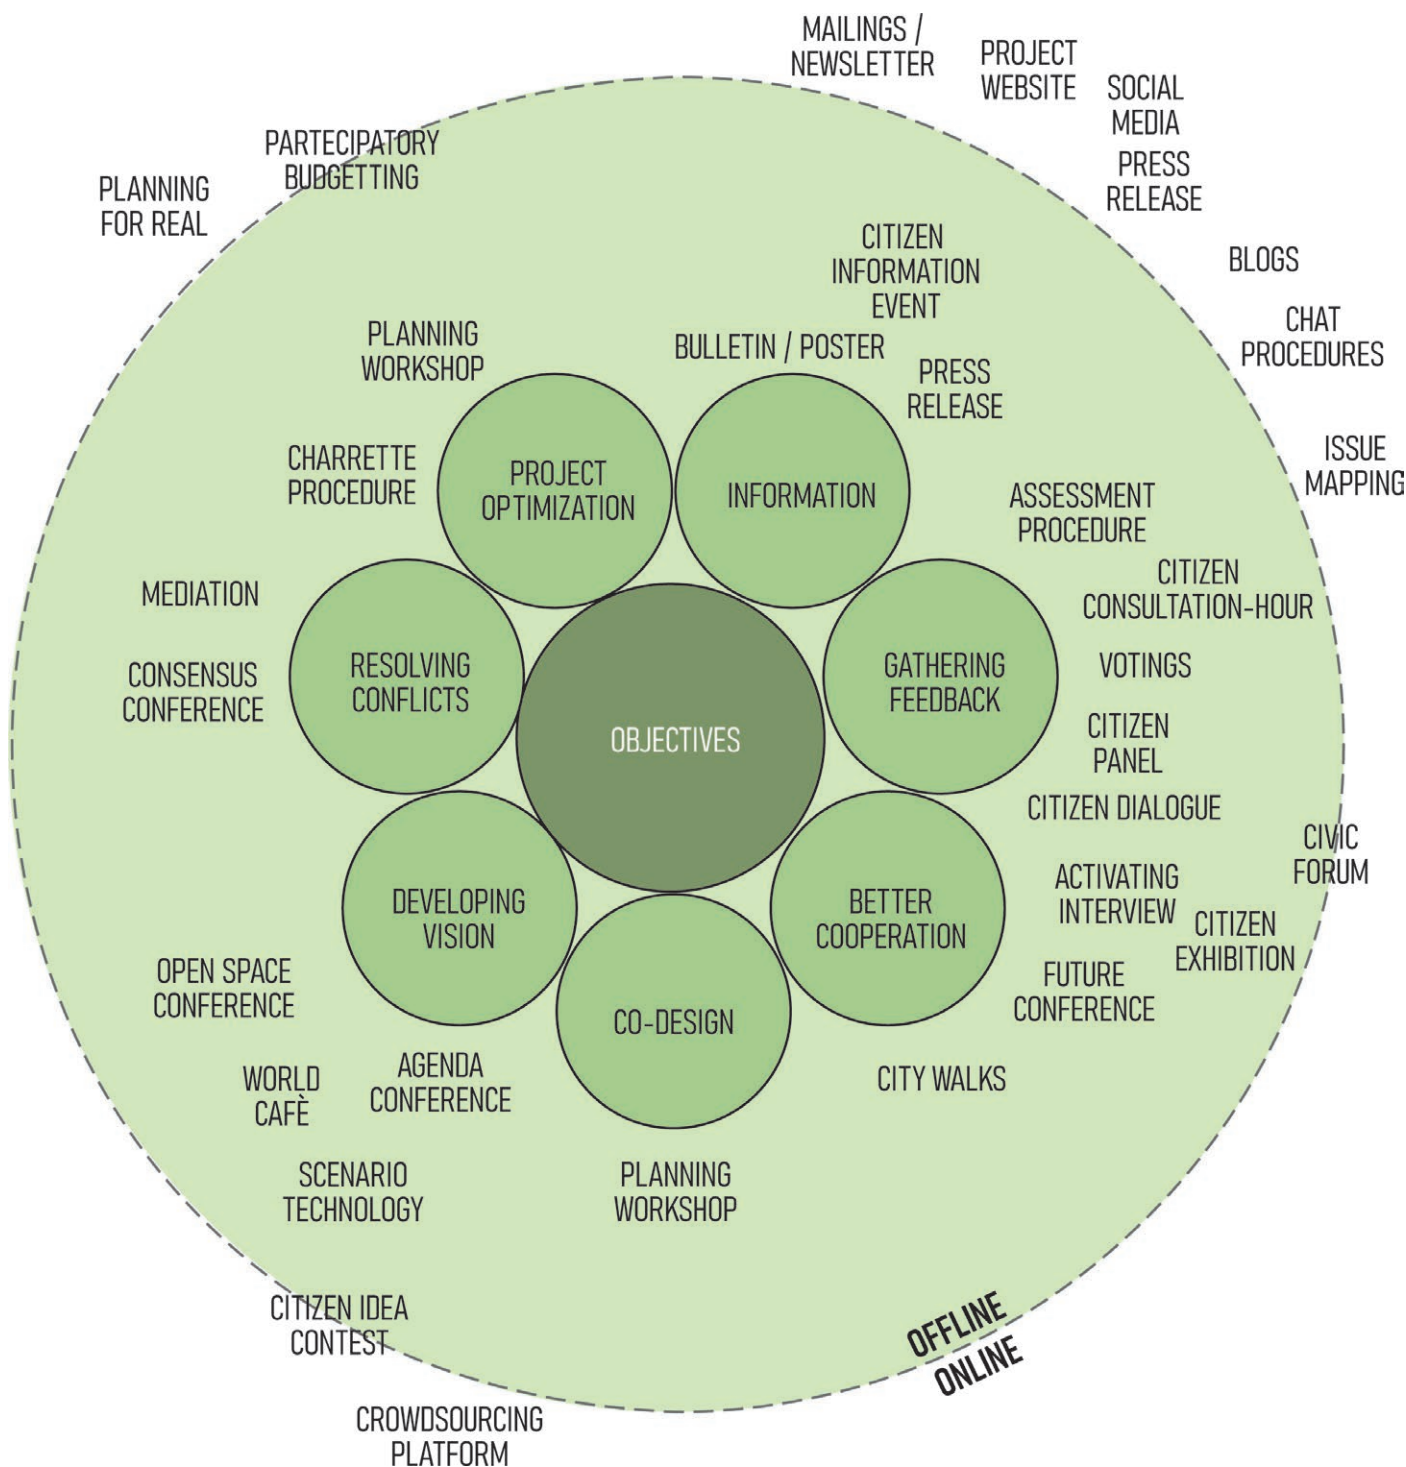 MAILINGS /
NEWSLETTER
PROJECT
WEBSITE
SOCIAL
MEDIA
PRESS
RELEASE
PARTECIPATORY
BUDGETTING
PLANNING
FOR REAL
CITIZEN
INFORMATION
EVENT
BLOGS
CHAT
PROCEDURES
PLANNING
WORKSHOP
BULLETIN / POSTER
PRESS
RELEASE
ISSUE
MAPPING
CHARRETTE
PROCEDURE
PROJECT
OPTIMIZATION
INFORMATION
ASSESSMENT
PROCEDURE
CITIZEN
CONSULTATION-HOUR
MEDIATION
CONSENSUS
CONFERENCE
RESOLVING
CONFLICTS
GATHERING
FEEDBACK
VOTINGS
OBJECTIVES
CITIZEN
PANEL
CITIZEN DIALOGUE
CIVIC
FORUM
DEVELOPING
VISION
BETTER
COOPERATION
ACTIVATING
INTERVIEW
CITIZEN
EXHIBITION
OPEN SPACE
CONFERENCE
CO-DESIGN
FUTURE
CONFERENCE
WORLD
CAFÈ
AGENDA
CONFERENCE
CITY WALKS
SCENARIO
TECHNOLOGY
PLANNING
WORKSHOP
CITIZEN IDEA
CONTEST
OFFLINE
ONLINE
CROWDSOURCING
PLATFORM